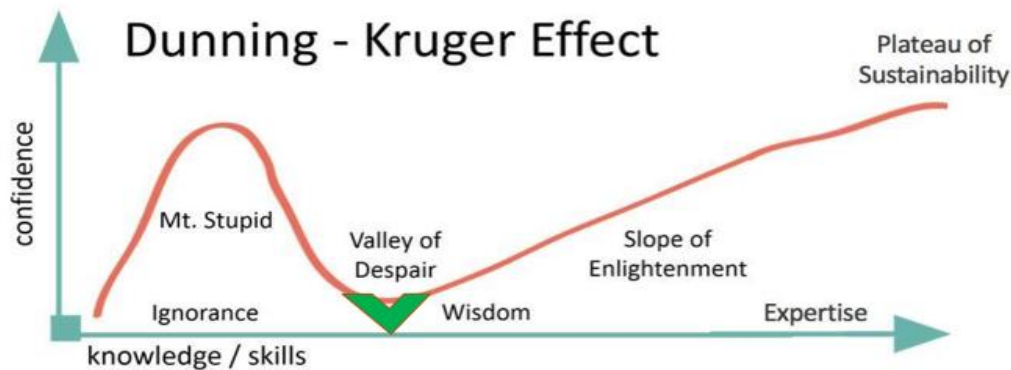 Dunning - Kruger Effect
Plateau of
Sustainability
confidence
Mt. Stupid
Valley of
Despair
Slope of
Enlightenment
Ignorance
Wisdom
Expertise
knowledge / skills